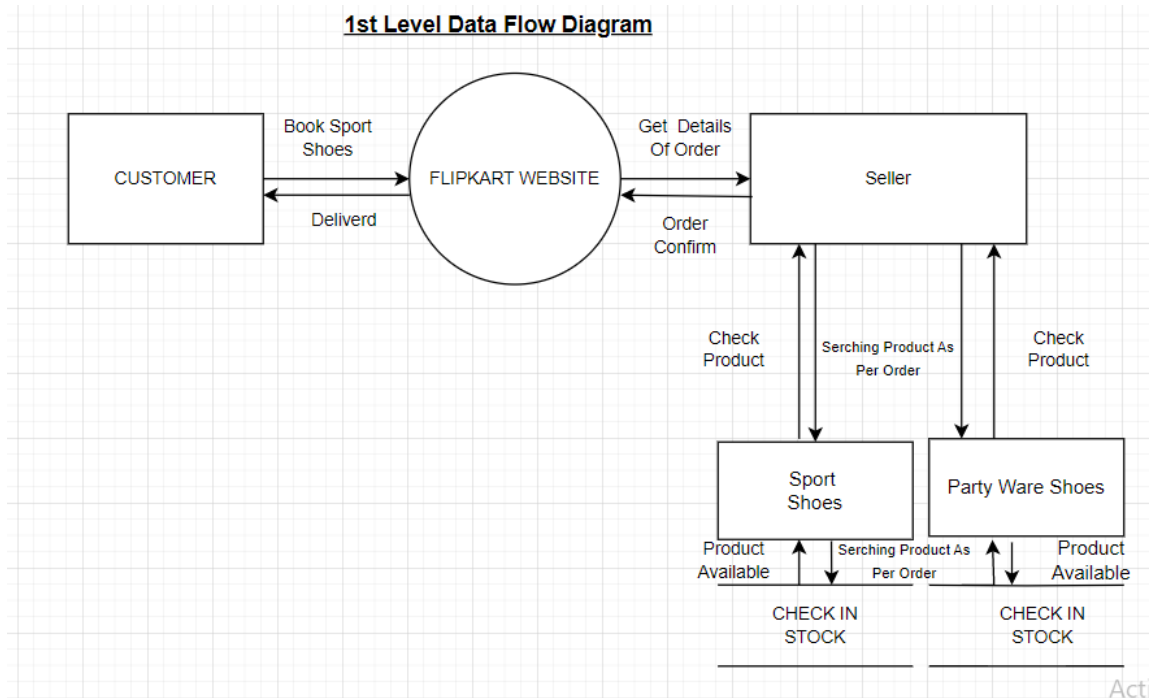 1st Level Data Flow Diagram
Book Sport
Shoes
Get Details
Of Order
CUSTOMER
FLIPKART WEBSITE
Seller
Deliverd
Order
Confirm
Check
Product
Serching Product As
Per Order
Check
Product
Sport
Shoes
Party Ware Shoes
Product
Available
Serching Product As
Per Order
Product
Available
CHECK IN
STOCK
CHECK IN
STOCK
Acti